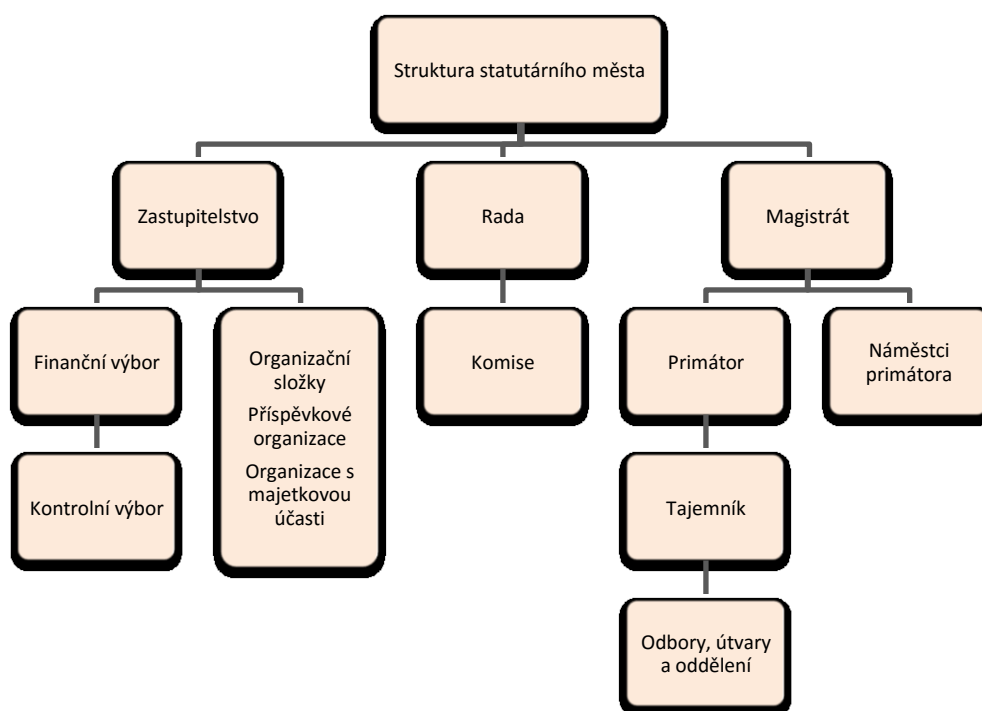 Struktura statutárního města
Zastupitelstvo
Rada
Magistrát
Finanční výbor
Organizační
složky
Příspěvkové
organizace
Organizace s
majetkovou
účasti
Komise
Primátor
Náměstci
primátora
Kontrolní výbor
Tajemník
Odbory, útvary
a oddělení